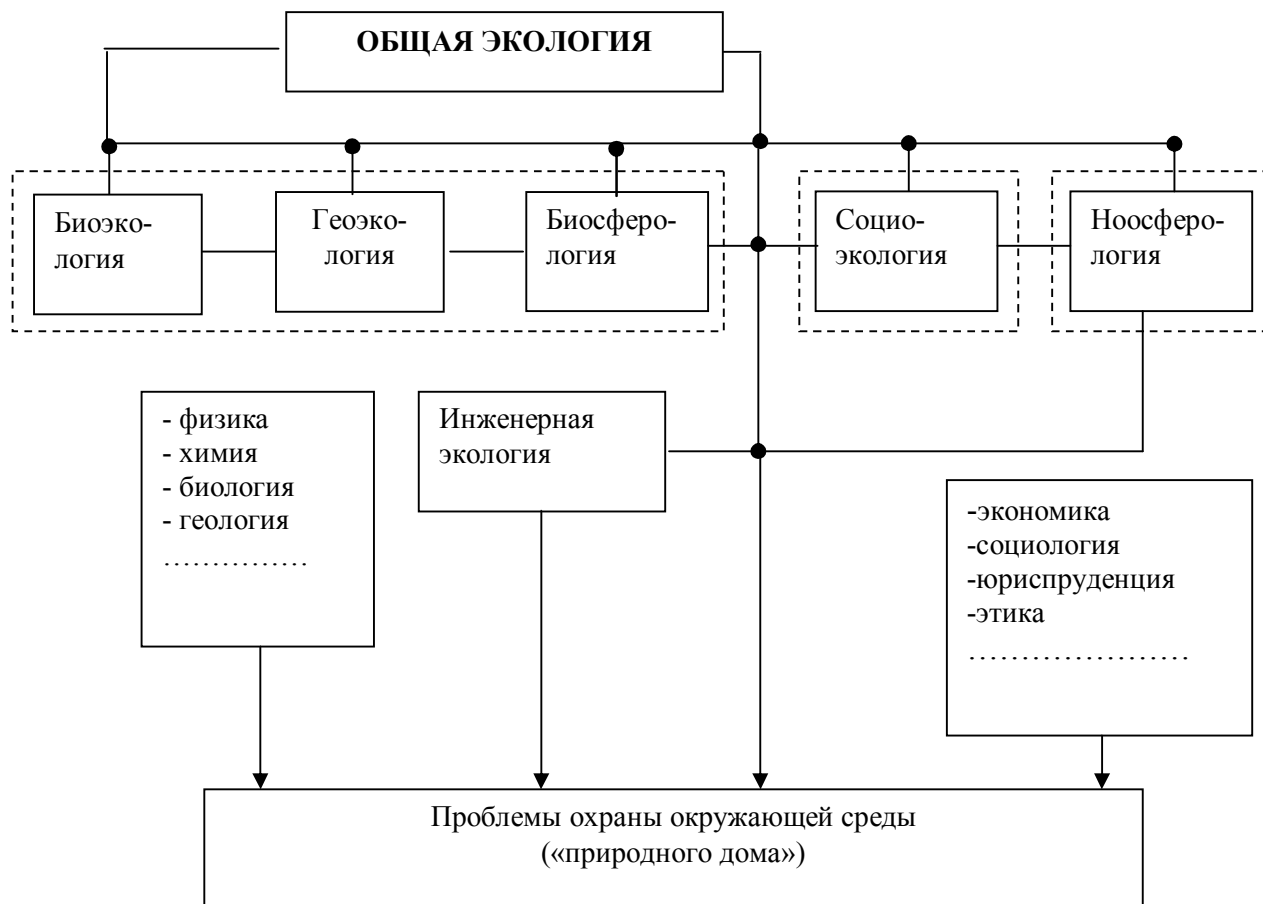 ОБЩАЯ ЭКОЛОГИЯ
Биоэко-
логия
Геоэко-
логия
Биосферо-
логия
Социо-
экология
Ноосферо-
логия
- физика
- химия
- биология
- геология
……………
Инженерная
экология
-экономика
-социология
-юриспруденция
-этика
………………….
Проблемы охраны окружающей среды
(«природного дома»)